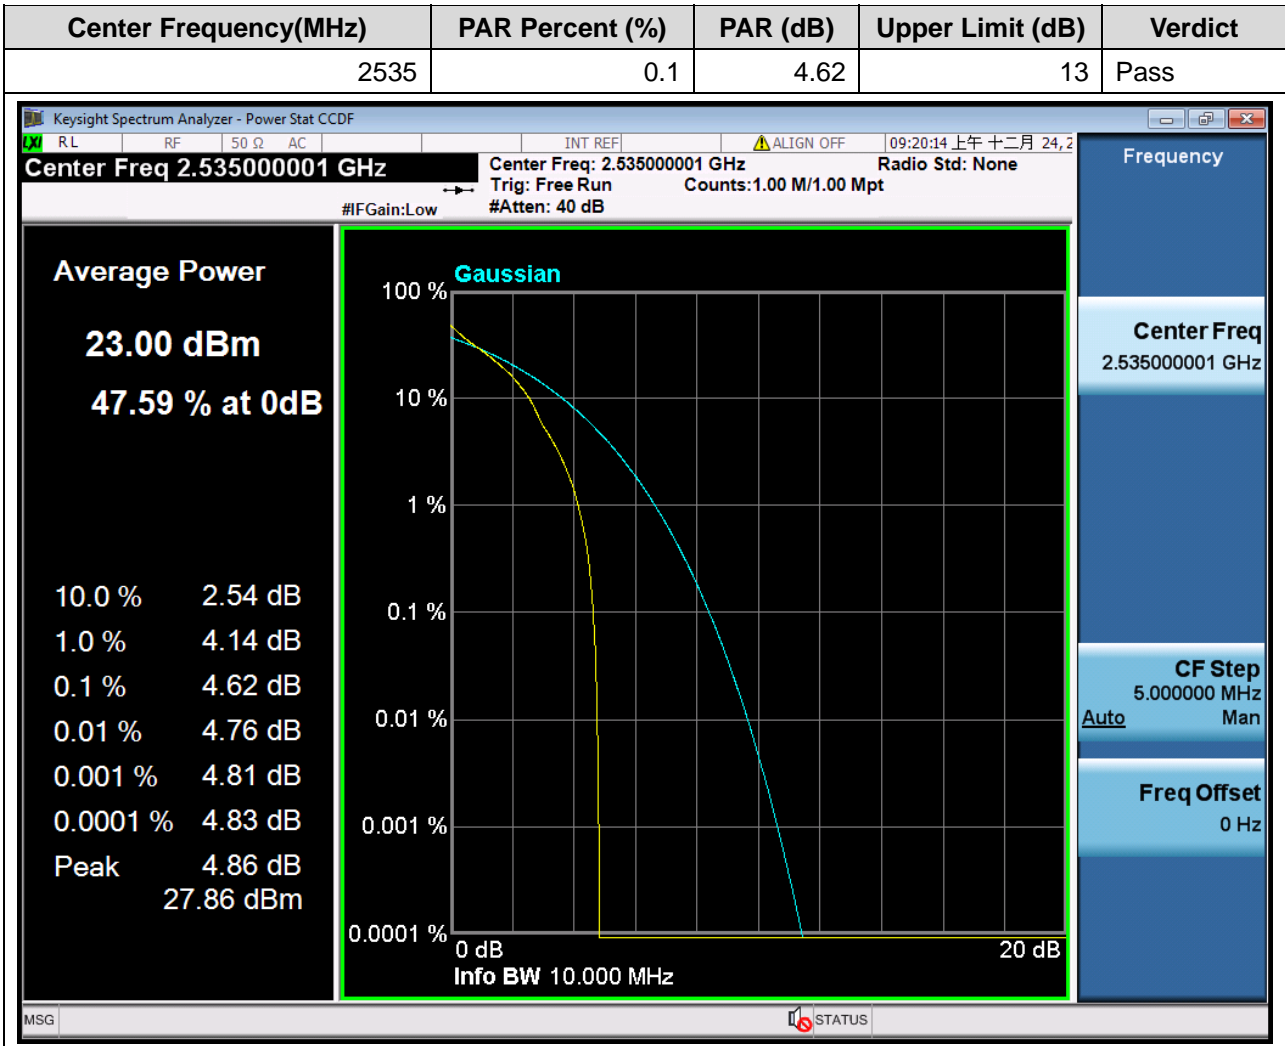 Center Frequency(MHz) PAR Percent (%) PAR (dB) Upper Limit (dB) Verdict
2535 0.1 4.62 13 Pass
Keysight Spectrum Analyzer - Power Stat CCDF
LXI RL RF 50 Ω AC INT REF ALIGN OFF 09:20:14 上午 十二月 24, 2
Center Freq 2.535000001 GHz
#IFGain:Low
Center Freq: 2.535000001 GHz Radio Std: None
Trig: Free Run Counts:1.00 M/1.00 Mpt
#Atten: 40 dB
Average Power
23.00 dBm
47.59 % at 0dB
10.0 % 2.54 dB
1.0 % 4.14 dB
0.1 % 4.62 dB
0.01 % 4.76 dB
0.001 % 4.81 dB
0.0001 % 4.83 dB
Peak 4.86 dB
27.86 dBm
Gaussian
100 %
10 %
1 %
0.1 %
0.01 %
0.001 %
0.0001 %
0 dB 20 dB
Info BW 10.000 MHz
Frequency
Center Freq
2.535000001 GHz
CF Step
5.000000 MHz
Auto Man
Freq Offset
0 Hz
MSG STATUS